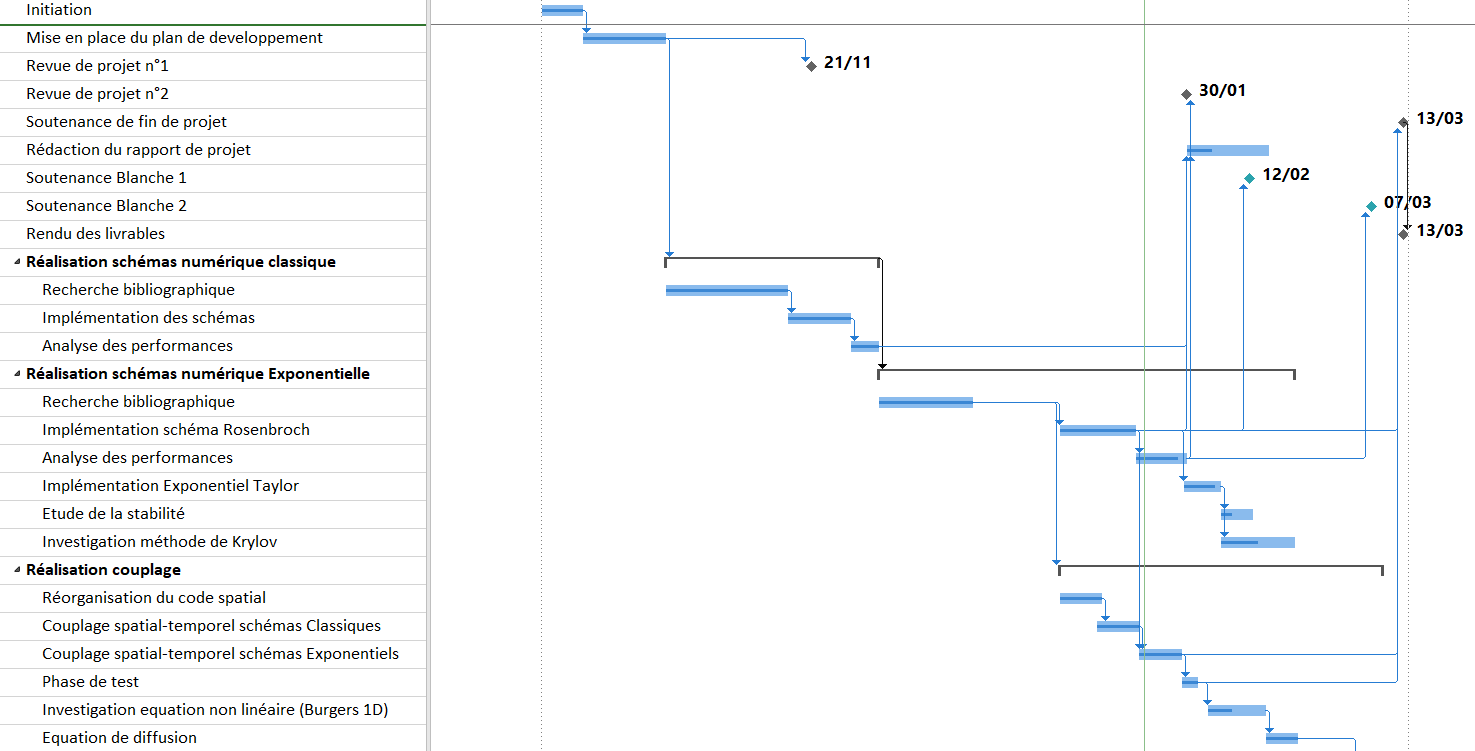 Initiation
Mise en place du plan de developpement
Revue de projet n°1
21/11
Revue de projet n°2
30/01
Soutenance de fin de projet
13/03
Rédaction du rapport de projet
Soutenance Blanche 1
12/02
Soutenance Blanche 2
07/03
Rendu des livrables
13/03
Réalisation schémas numérique classique
Recherche bibliographique
Implémentation des schémas
Analyse des performances
Réalisation schémas numérique Exponentielle
Recherche bibliographique
Implémentation schéma Rosenbroch
Analyse des performances
Implémentation Exponentiel Taylor
Etude de la stabilité
Investigation méthode de Krylov
Réalisation couplage
Réorganisation du code spatial
Couplage spatial-temporel schémas Classiques
Couplage spatial-temporel schémas Exponentiels
Phase de test
Investigation equation non linéaire (Burgers 1D)
Equation de diffusion